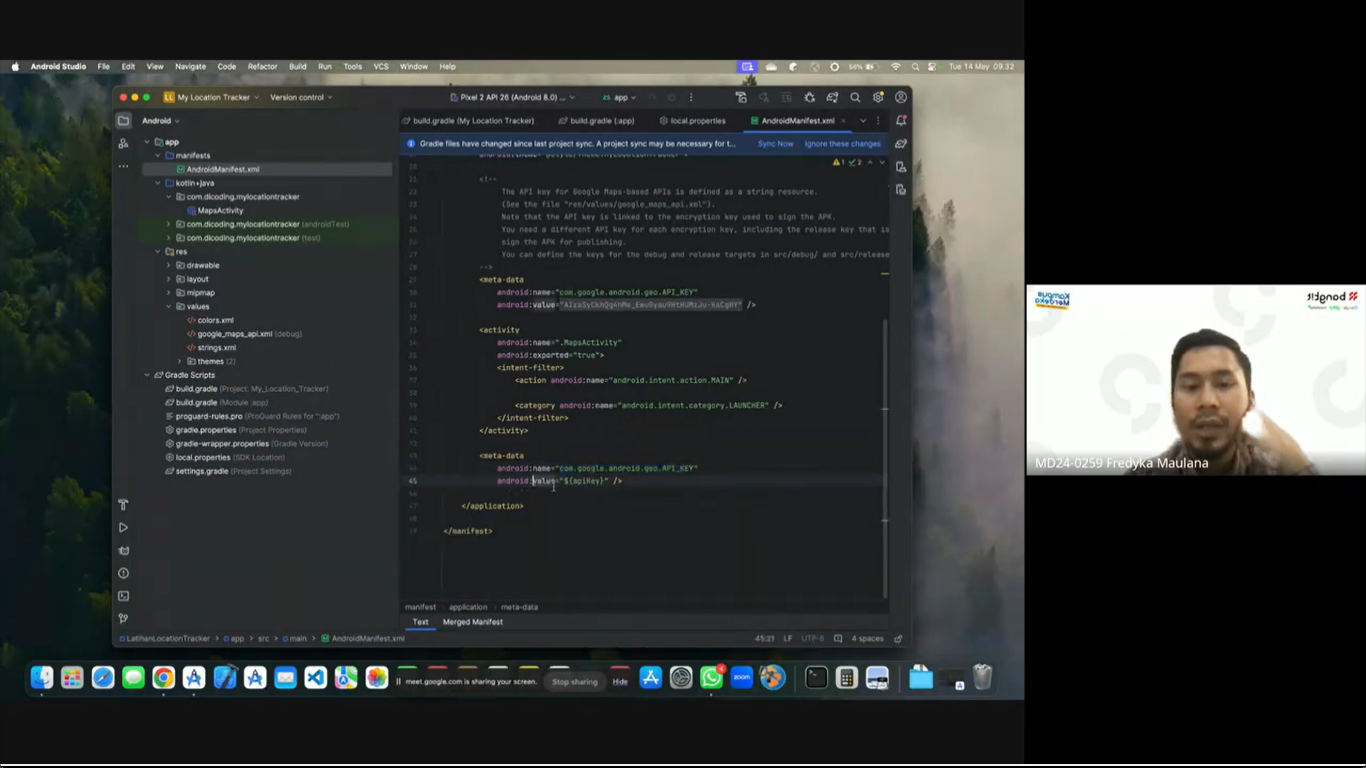 Android Studio File Edit View Navigate Code Refactor Build Run Tools VCS Window Help 56% Tue 14 May 09.32
LL My Location Tracker Version control Pixel 2 API 26 (Android 8.0) ... app
Android
build.gradle (My Location Tracker) build.gradle (:app) local.properties AndroidManifest.xml
Gradle files have changed since last project sync. A project sync may be necessary for t... Sync Now Ignore these changes
app
manifests
AndroidManifest.xml
kotlin+java
com.dicoding.mylocationtracker
MapsActivity
com.dicoding.mylocationtracker (androidTest)
com.dicoding.mylocationtracker (test)
res
drawable
layout
mipmap
values
colors.xml
google_maps_api.xml (debug)
strings.xml
themes (2)
Gradle Scripts
build.gradle (Project: My_Location_Tracker)
build.gradle (Module :app)
proguard-rules.pro (ProGuard Rules for ":app")
gradle.properties (Project Properties)
gradle-wrapper.properties (Gradle Version)
local.properties (SDK Location)
settings.gradle (Project Settings)
1 2
<!--
The API key for Google Maps-based APIs is defined as a string resource.
(See the file "res/values/google_maps_api.xml").
Note that the API key is linked to the encryption key used to sign the APK.
You need a different API key for each encryption key, including the release key that is
sign the APK for publishing.
You can define the keys for the debug and release targets in src/debug/ and src/release
-->
<meta-data
android:name="com.google.android.geo.API_KEY"
android:value= />
<activity
android:name=".MapsActivity"
android:exported="true">
<intent-filter>
<action android:name="android.intent.action.MAIN" />
<category android:name="android.intent.category.LAUNCHER" />
</intent-filter>
</activity>
<meta-data
android:name="com.google.android.geo.API_KEY"
45 android:value="${apiKey}" />
</application>
</manifest>
manifest application meta-data
Text Merged Manifest
LatihanLocationTracker app src main AndroidManifest.xml 45:21 LF UTF-8 4 spaces
meet.google.com is sharing your screen. Stop sharing Hide 4 zoom
Kampus
Merdeka
bangkit
MD24-0259 Fredyka Maulana